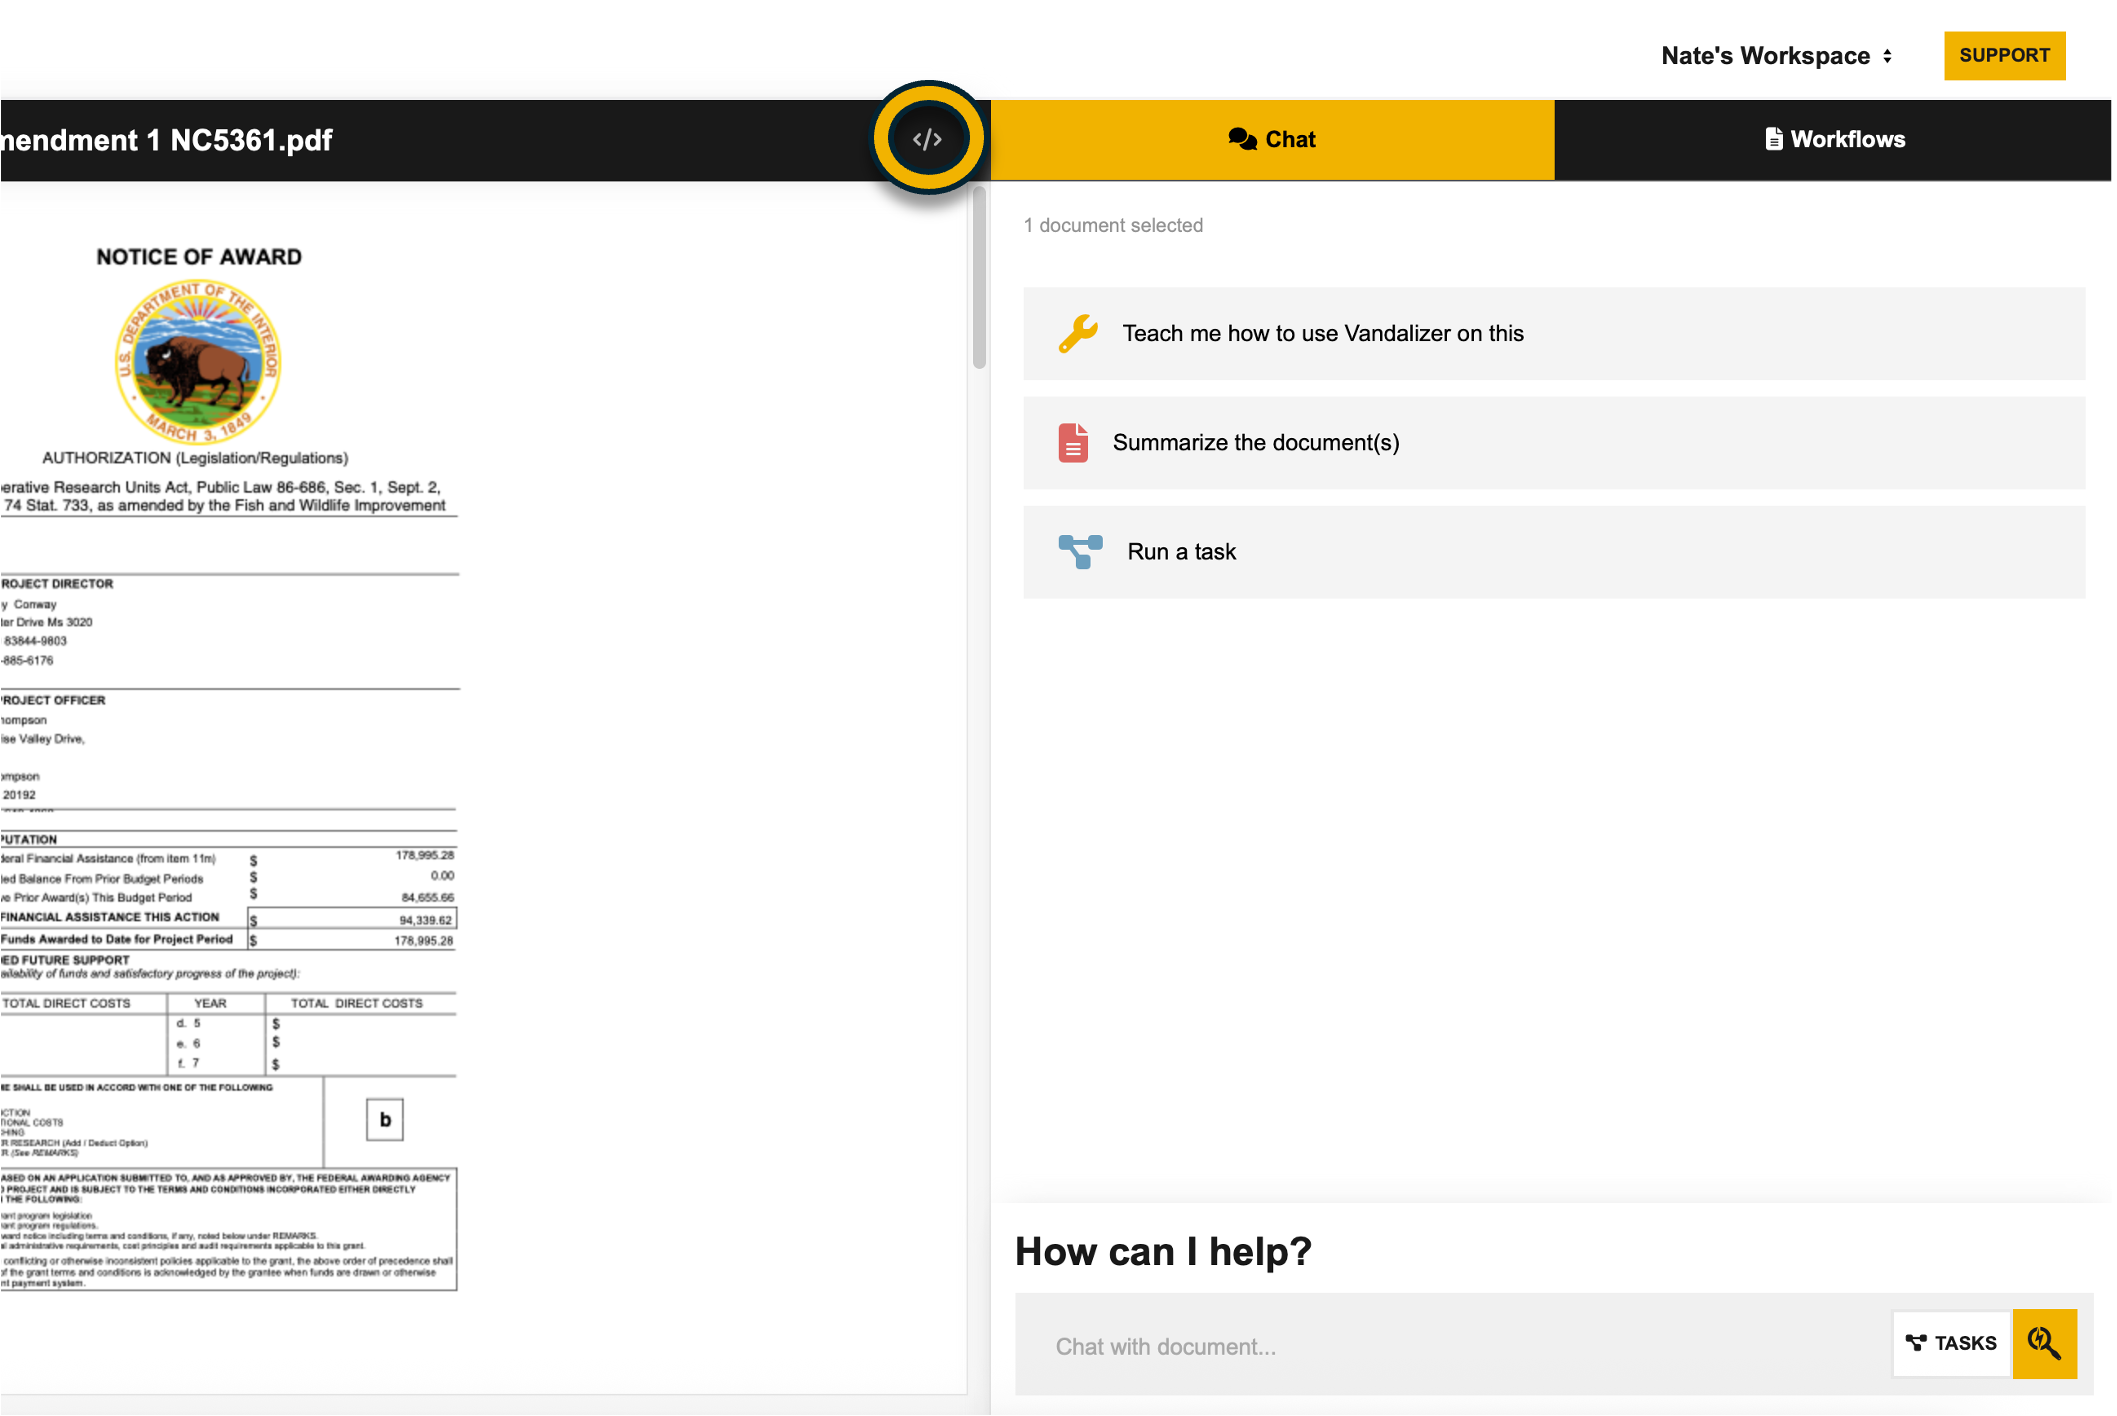 Nate's Workspace
SUPPORT
mendment 1 NC5361.pdf
</>
Chat
Workflows
NOTICE OF AWARD
U.S. DEPARTMENT OF THE INTERIOR
MARCH 3, 1849
AUTHORIZATION (Legislation/Regulations)
erative Research Units Act, Public Law 86-686, Sec. 1, Sept. 2,
74 Stat. 733, as amended by the Fish and Wildlife Improvement
ROJECT DIRECTOR
y Conway
ler Drive Ms 3020
83844-9803
-885-6176
ROJECT OFFICER
hompson
ise Valley Drive,
ompson
20192
PUTATION
deral Financial Assistance (from item 11m) $ 178,995.28
ted Balance From Prior Budget Periods $ 0.00
ve Prior Award(s) This Budget Period $ 84,655.66
FINANCIAL ASSISTANCE THIS ACTION $ 94,339.62
Funds Awarded to Date for Project Period $ 178,995.28
ED FUTURE SUPPORT
ailability of funds and satisfactory progress of the project):
TOTAL DIRECT COSTS YEAR TOTAL DIRECT COSTS
d. 5 $
e. 6 $
f. 7 $
ME SHALL BE USED IN ACCORD WITH ONE OF THE FOLLOWING
b
CTION
TIONAL COSTS
CHING
R RESEARCH (Add / Deduct Option)
R (See REMARKS)
ASED ON AN APPLICATION SUBMITTED TO, AND AS APPROVED BY, THE FEDERAL AWARDING AGENCY
D PROJECT AND IS SUBJECT TO THE TERMS AND CONDITIONS INCORPORATED EITHER DIRECTLY
THE FOLLOWING:
ant program legislation
ant program regulations.
ward notice including terms and conditions, if any, noted below under REMARKS.
al administrative requirements, cost principles and audit requirements applicable to this grant.
conflicting or otherwise inconsistent policies applicable to the grant, the above order of precedence shall
of the grant terms and conditions is acknowledged by the grantee when funds are drawn or otherwise
nt payment system.
1 document selected
Teach me how to use Vandalizer on this
Summarize the document(s)
Run a task
How can I help?
Chat with document...
TASKS